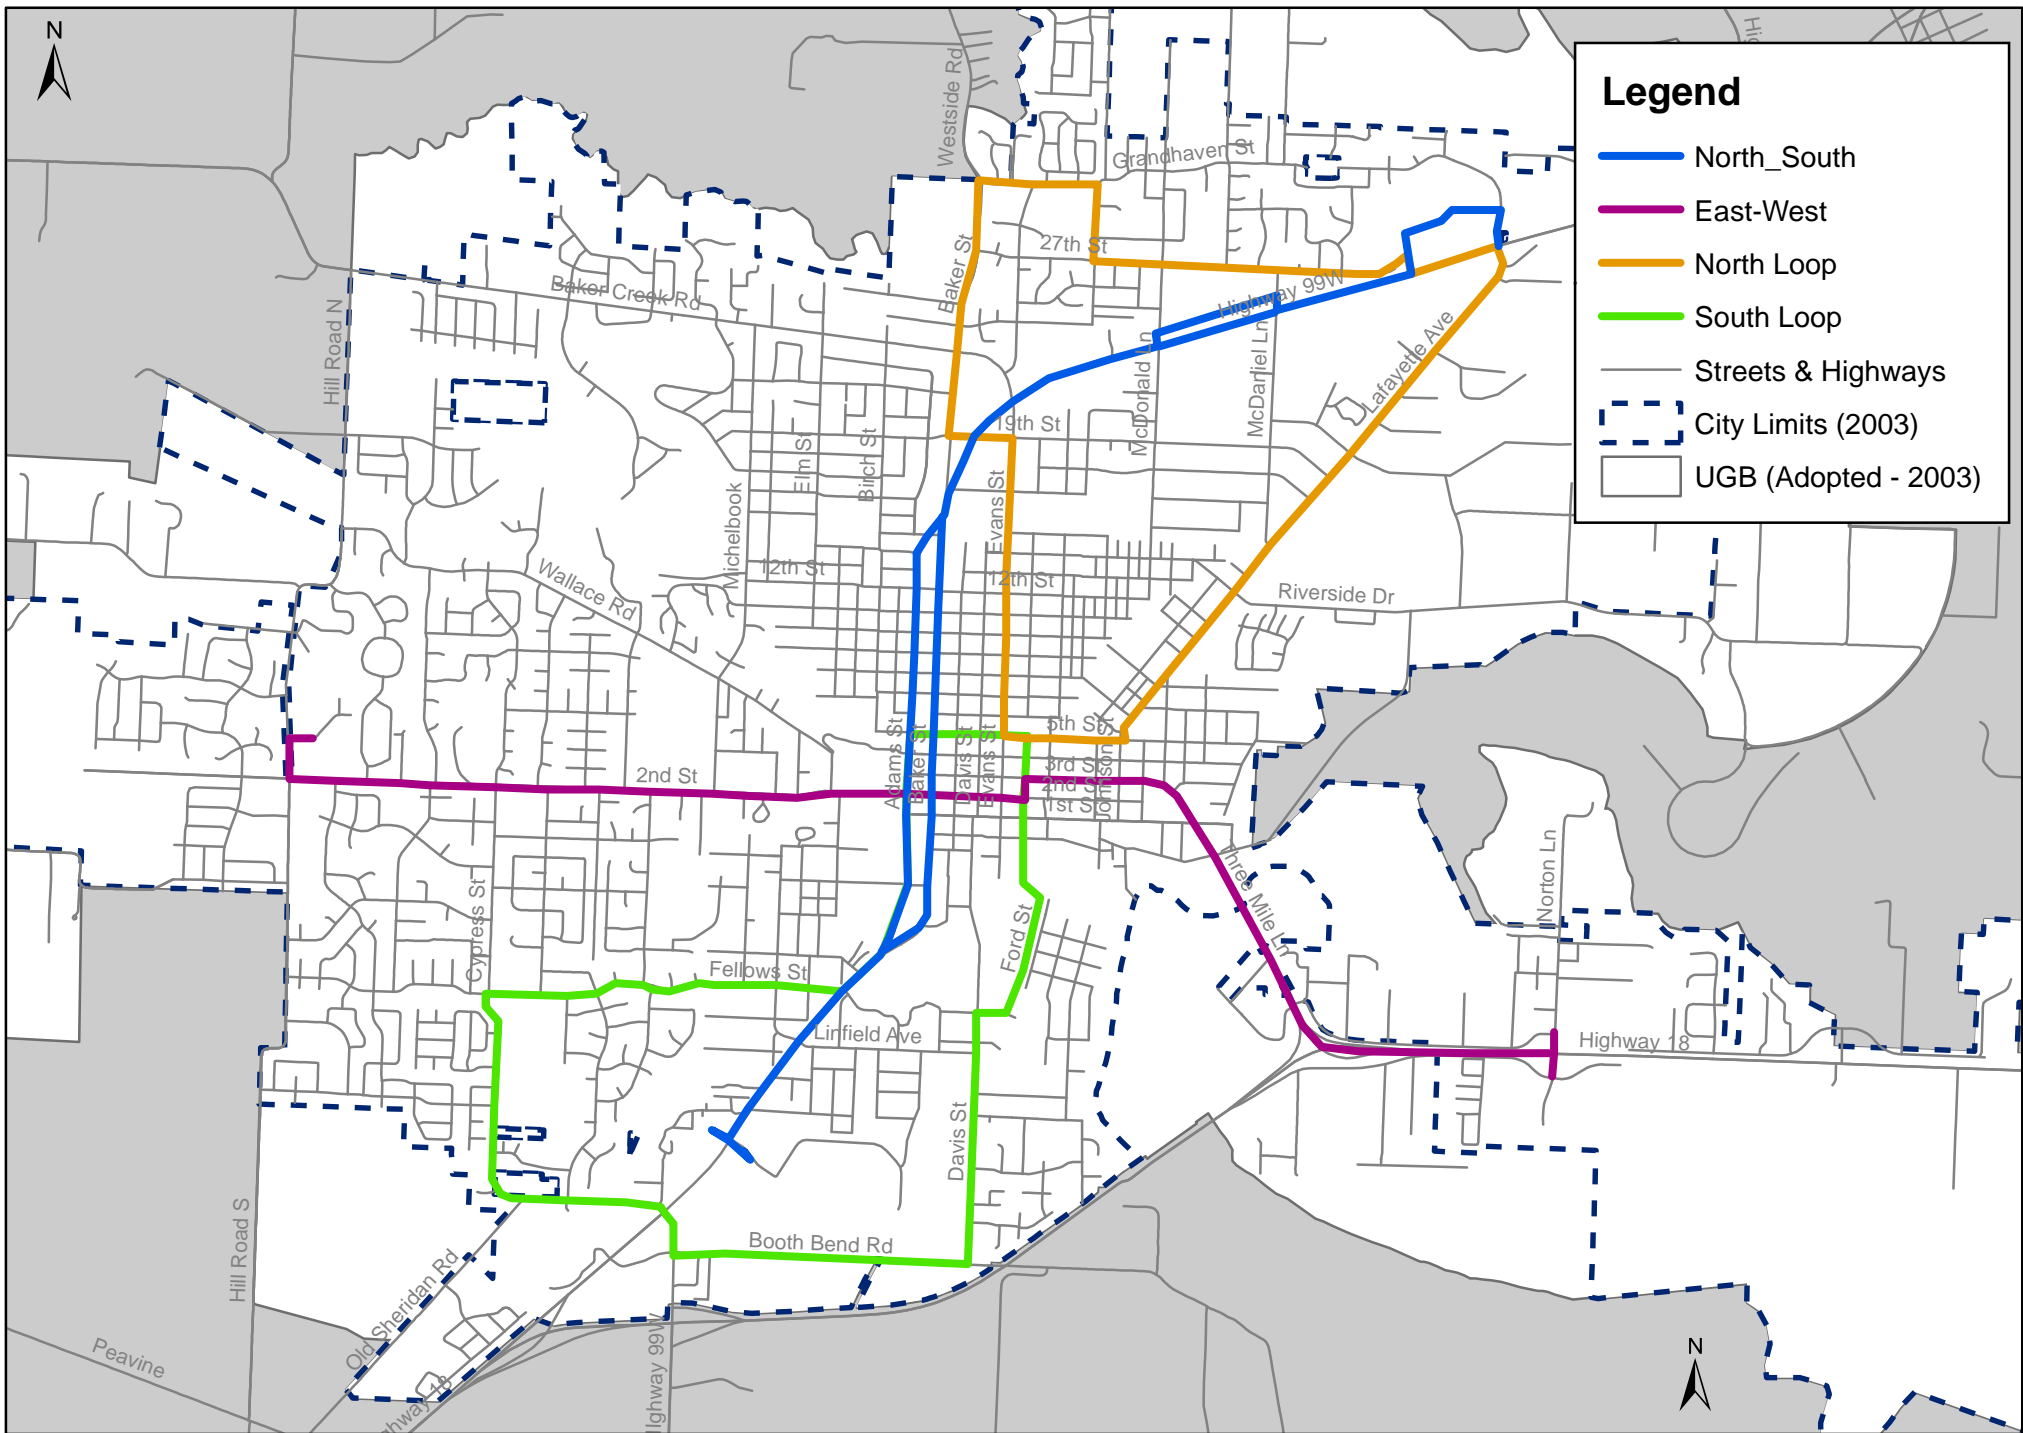 N
Legend
North_South
East-West
North Loop
South Loop
Streets & Highways
City Limits (2003)
UGB (Adopted - 2003)
Westside Rd
Grandhaven St
27th St
Baker St
Baker Creek Rd
Highway 99W
Hill Road N
McDonald Ln
McDaniel Ln
Lafayette Ave
19th St
Elm St
Birch St
Evans St
Michelbook
12th St
12th St
Wallace Rd
Riverside Dr
5th St
Adams St
Baker St
Davis St
Evans St
Johnson St
3rd St
2nd St
2nd St
1st St
Three Mile Ln
Norton Ln
Cypress St
Ford St
Fellows St
Linfield Ave
Highway 18
Davis St
Hill Road S
Booth Bend Rd
Old Sheridan Rd
Peavine
N